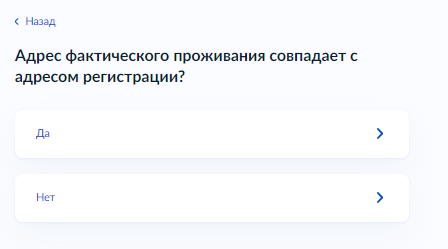 Назад
Адрес фактического проживания совпадает с
адресом регистрации?
Да
Нет